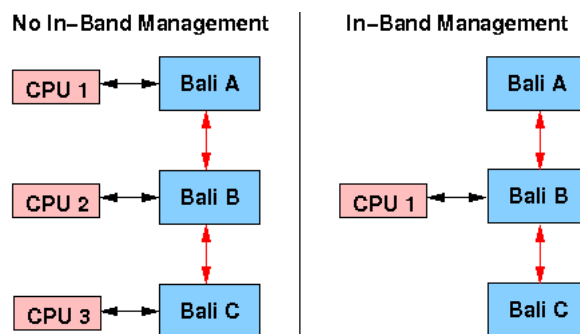 No In-Band Management
In-Band Management
CPU 1
Bali A
Bali A
CPU 2
Bali B
CPU 1
Bali B
CPU 3
Bali C
Bali C